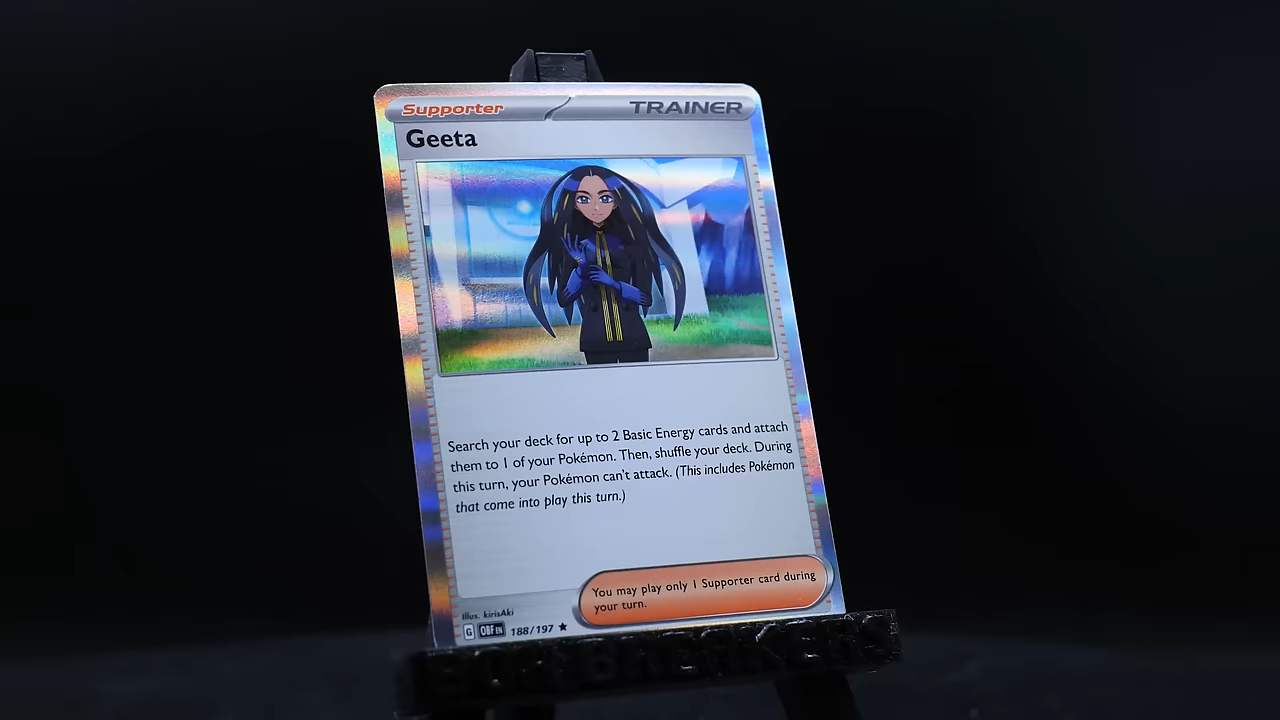 Supporter
TRAINER
Geeta
Search your deck for up to 2 Basic Energy cards and attach
them to 1 of your Pokémon. Then, shuffle your deck. During
this turn, your Pokémon can't attack. (This includes Pokémon
that come into play this turn.)
You may play only 1 Supporter card during
your turn.
Illus. kirisAki
G OBF EN 188/197 ★